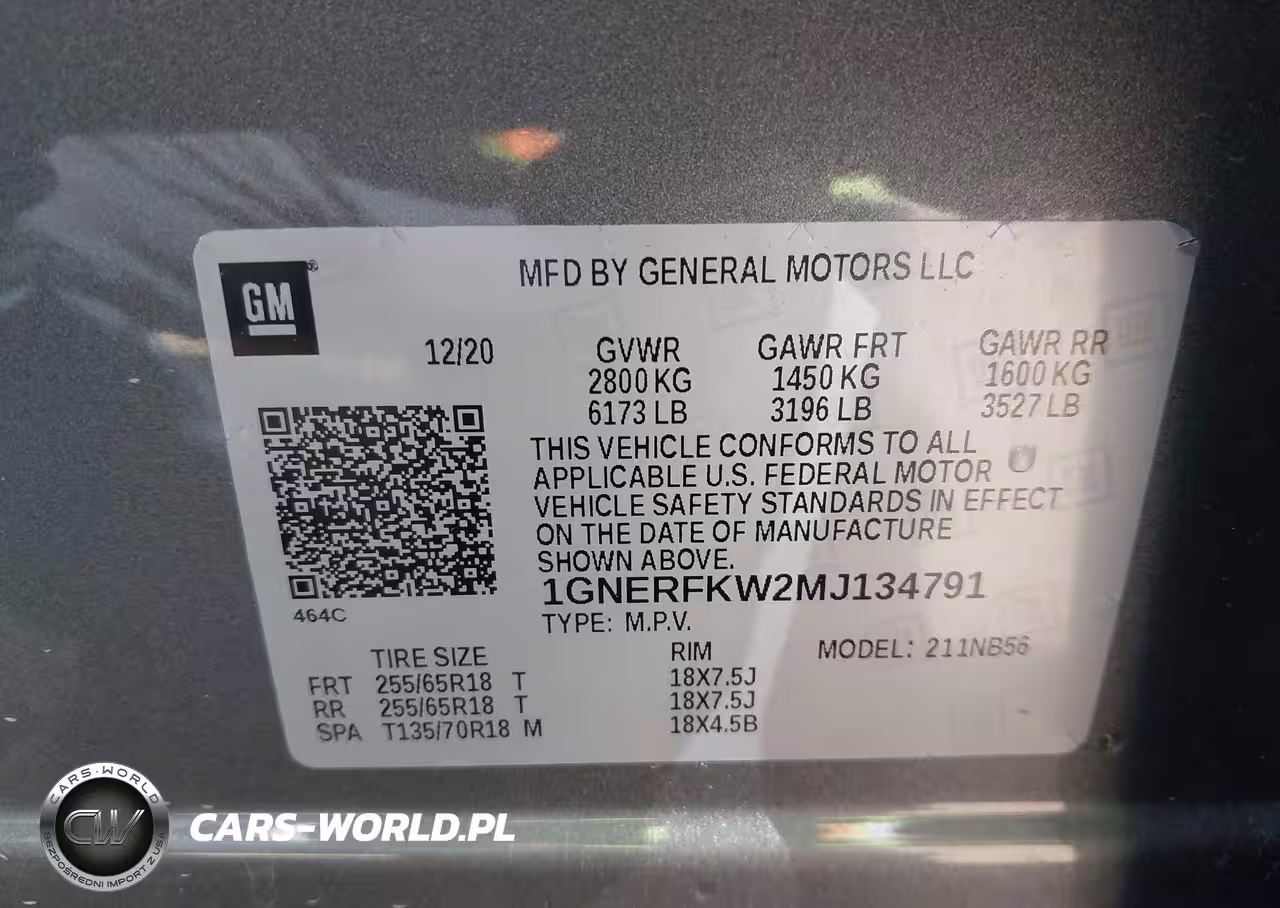 MFD BY GENERAL MOTORS LLC
GM
®
12/20 GVWR GAWR FRT GAWR RR
2800 KG 1450 KG 1600 KG
6173 LB 3196 LB 3527 LB
THIS VEHICLE CONFORMS TO ALL
APPLICABLE U.S. FEDERAL MOTOR
VEHICLE SAFETY STANDARDS IN EFFECT
ON THE DATE OF MANUFACTURE
SHOWN ABOVE.
1GNERFKW2MJ134791
464C
TYPE: M.P.V.
TIRE SIZE RIM MODEL: 211NB56
FRT 255/65R18 T 18X7.5J
RR 255/65R18 T 18X7.5J
SPA T135/70R18 M 18X4.5B
CARS-WORLD
CW
BEZPOŚREDNI IMPORT Z USA
CARS-WORLD.PL